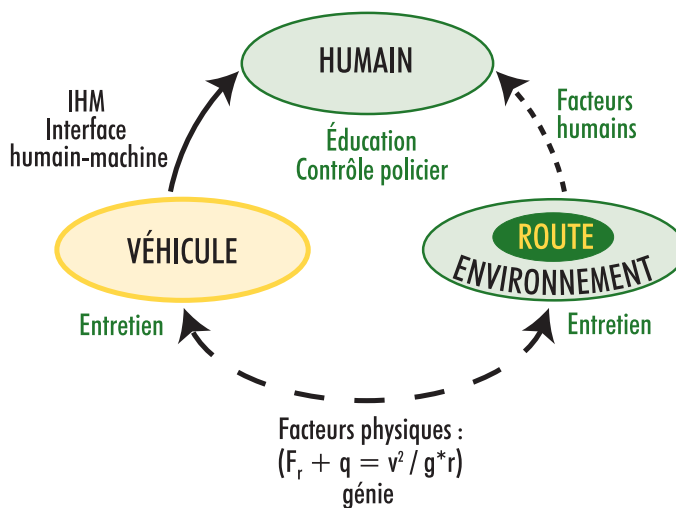 HUMAIN
IHM
Interface
humain-machine
Facteurs
humains
Éducation
Contrôle policier
VÉHICULE
ROUTE
ENVIRONNEMENT
Entretien
Entretien
Facteurs physiques :
(Fr + q = v² / g*r)
génie